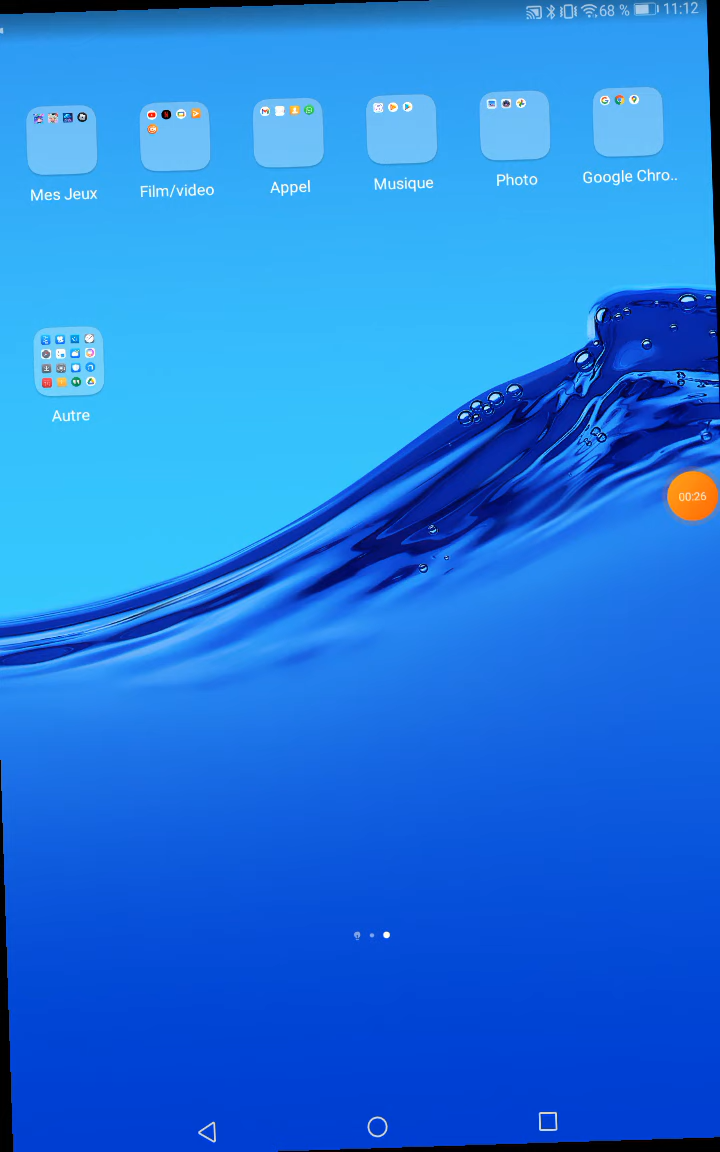 68 % 11:12
Mes Jeux
Film/video
Appel
Musique
Photo
Google Chro..
Autre
00:26